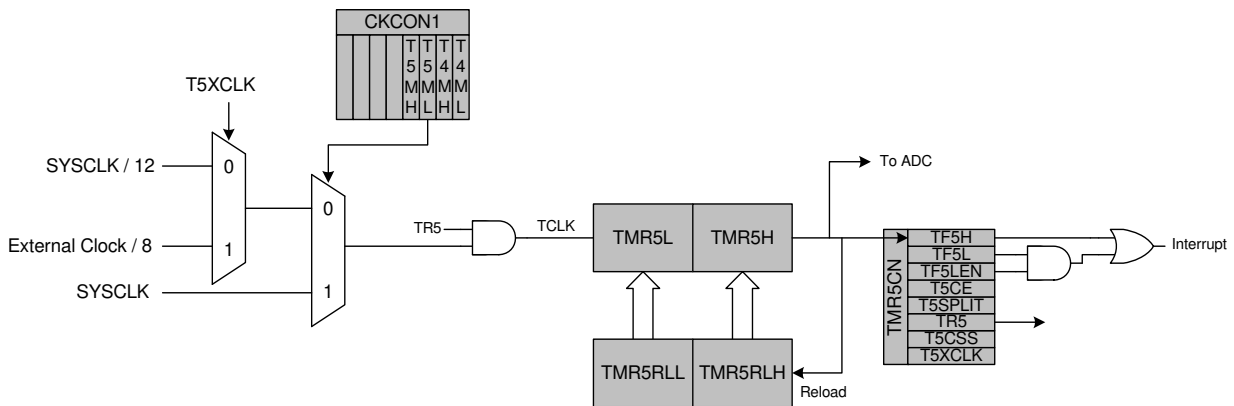 CKCON1
T5MH T5ML T4MH T4ML
T5XCLK
SYSCLK / 12
0
External Clock / 8
1
SYSCLK
0
1
TR5
TCLK
TMR5L TMR5H
To ADC
TMR5RLL TMR5RLH
Reload
TMR5CN
TF5H
TF5L
TF5LEN
T5CE
T5SPLIT
TR5
T5CSS
T5XCLK
Interrupt